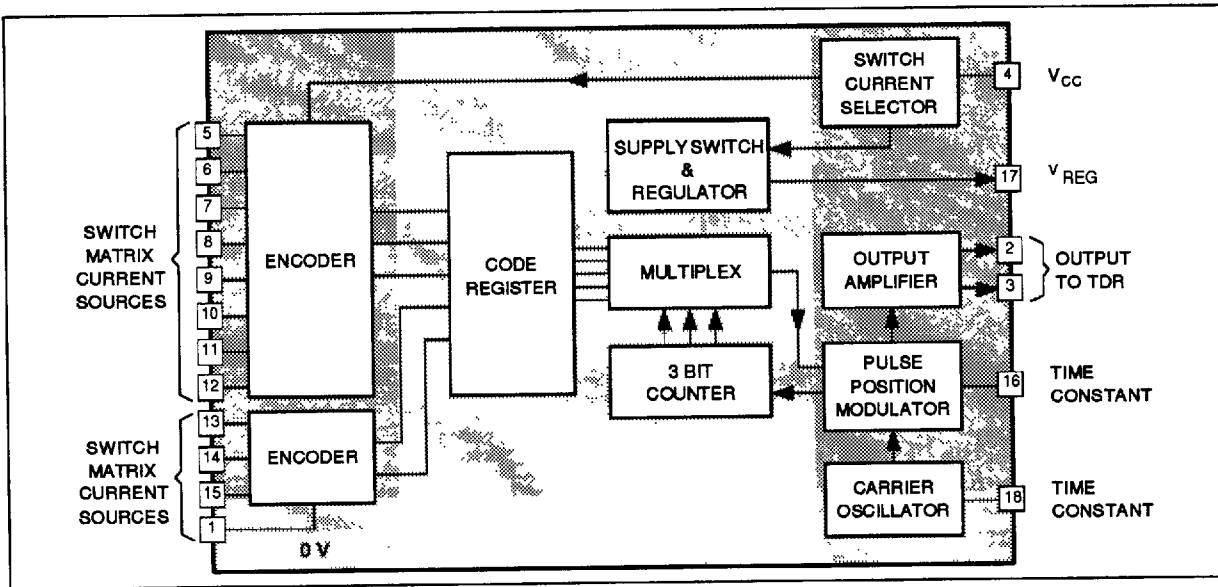 SWITCH
CURRENT
SELECTOR
4
VCC
5
6
7
8
9
10
11
12
SWITCH
MATRIX
CURRENT
SOURCES
ENCODER
CODE
REGISTER
SUPPLY SWITCH
&
REGULATOR
17
VREG
MULTIPLEX
OUTPUT
AMPLIFIER
2
3
OUTPUT
TO TDR
3 BIT
COUNTER
PULSE
POSITION
MODULATOR
16
TIME
CONSTANT
13
14
15
1
SWITCH
MATRIX
CURRENT
SOURCES
ENCODER
0 V
CARRIER
OSCILLATOR
18
TIME
CONSTANT